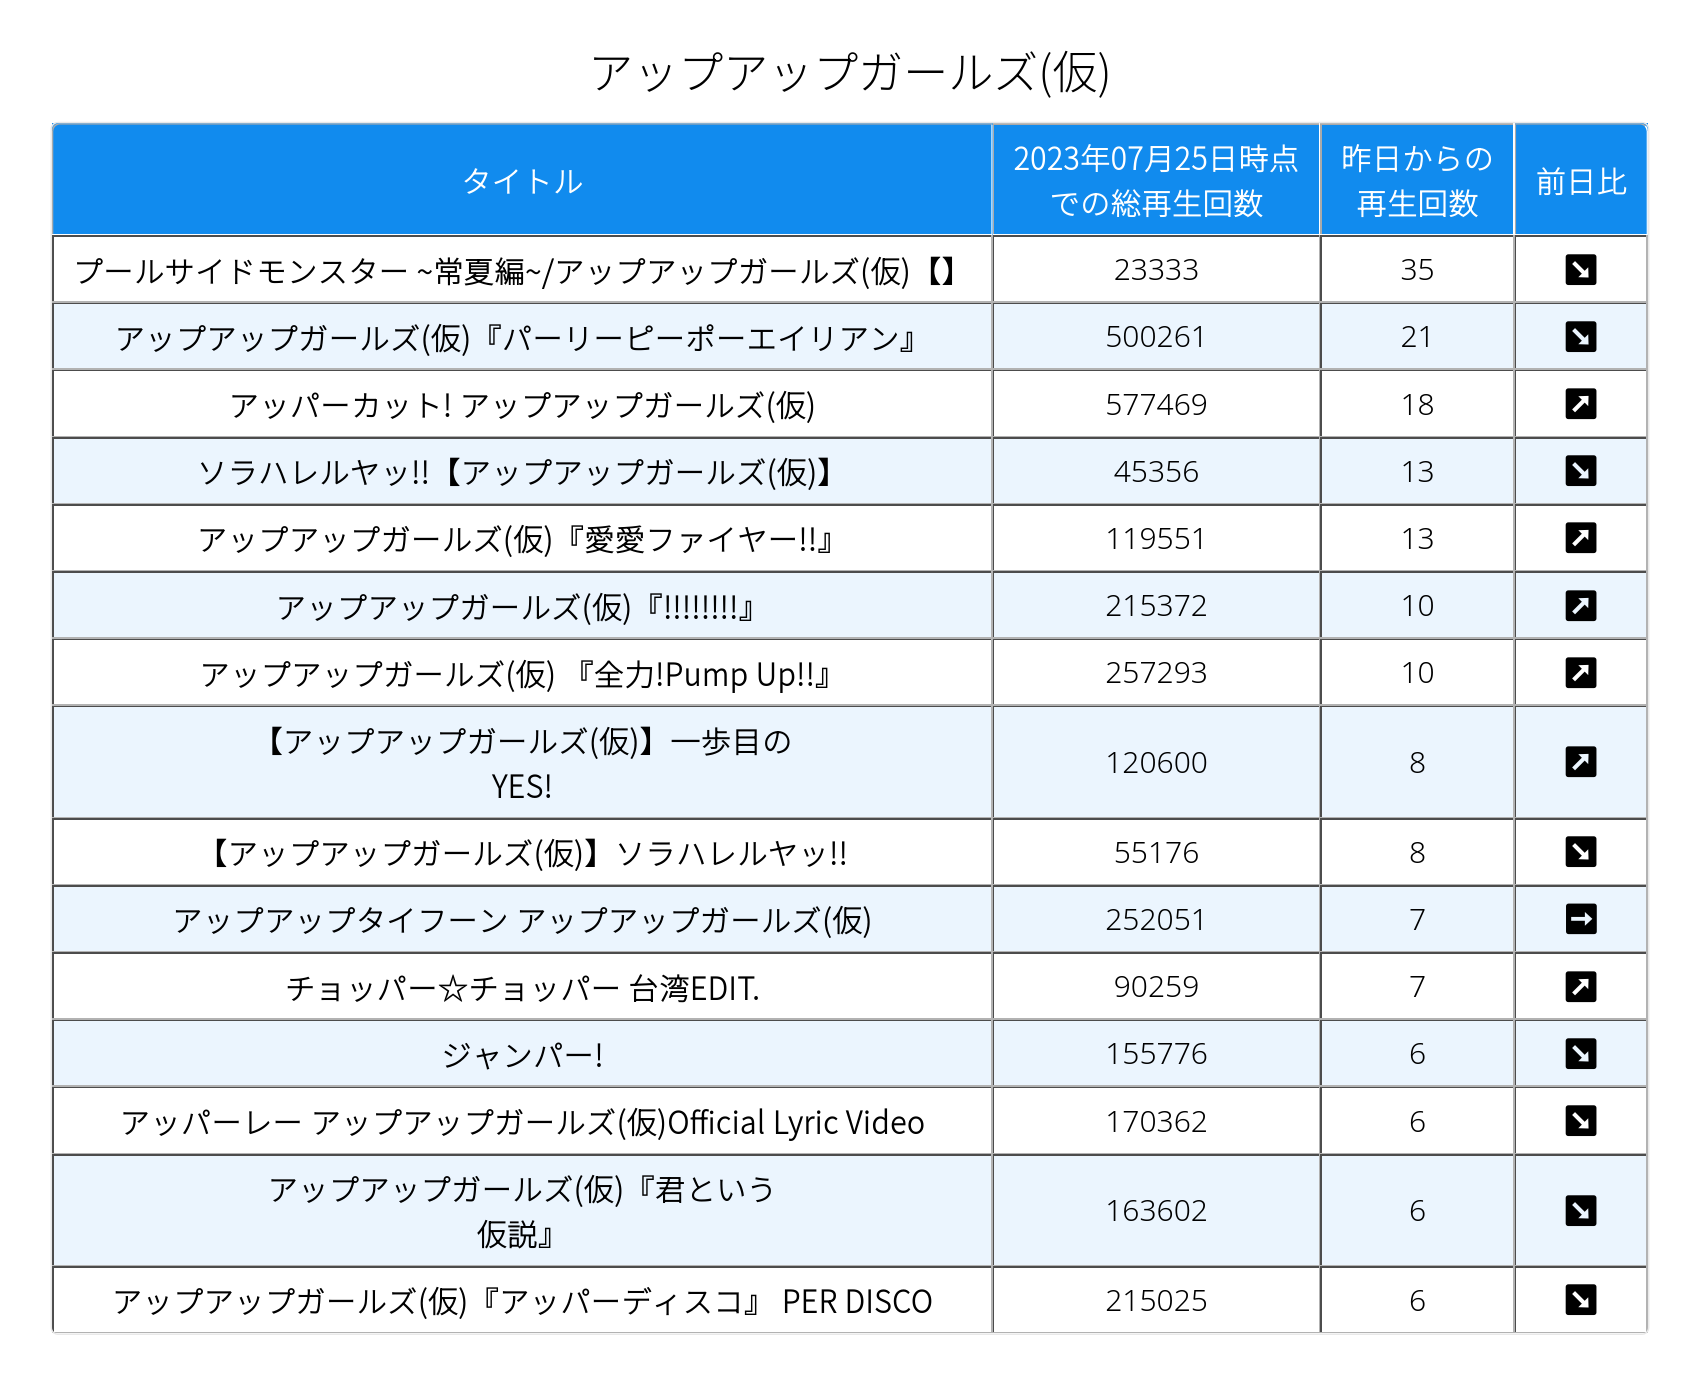 アップアップガールズ(仮)
タイトル 2023年07月25日時点での総再生回数 昨日からの再生回数 前日比
プールサイドモンスター ~常夏編~/アップアップガールズ(仮)【】 23333 35
アップアップガールズ(仮)『パーリーピーポーエイリアン』 500261 21
アッパーカット! アップアップガールズ(仮) 577469 18
ソラハレルヤッ!!【アップアップガールズ(仮)】 45356 13
アップアップガールズ(仮)『愛愛ファイヤー!!』 119551 13
アップアップガールズ(仮)『!!!!!!!!』 215372 10
アップアップガールズ(仮) 『全力!Pump Up!!』 257293 10
【アップアップガールズ(仮)】一歩目の
YES! 120600 8
【アップアップガールズ(仮)】ソラハレルヤッ!! 55176 8
アップアップタイフーン アップアップガールズ(仮) 252051 7
チョッパー☆チョッパー 台湾EDIT. 90259 7
ジャンパー! 155776 6
アッパーレー アップアップガールズ(仮)Official Lyric Video 170362 6
アップアップガールズ(仮)『君という
仮説』 163602 6
アップアップガールズ(仮)『アッパーディスコ』 PER DISCO 215025 6